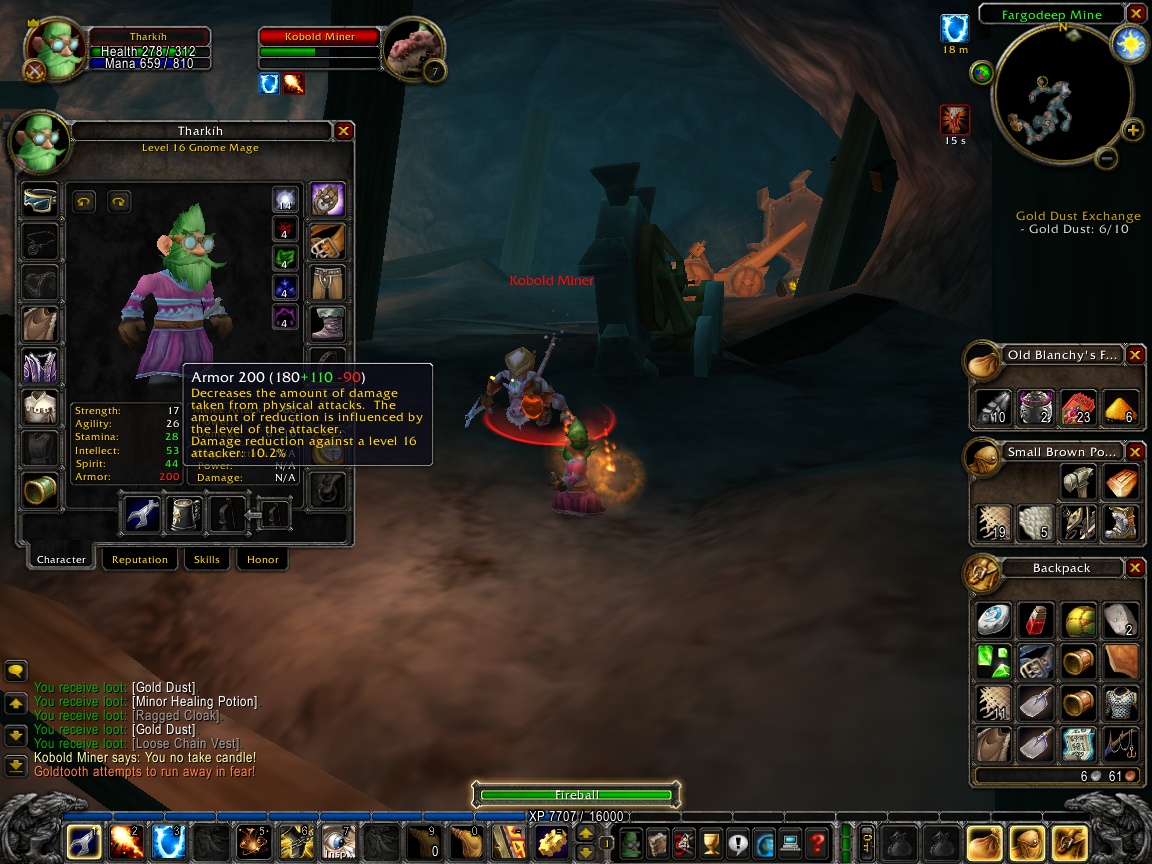 Tharkih
Health 278 / 312
Mana 659 / 810
Kobold Miner
7
18 m
15 s
Fargodeep Mine
N
Gold Dust Exchange
- Gold Dust: 6/10
Tharkih
Level 16 Gnome Mage
14
4
4
4
4
Kobold Miner
Armor 200 (180+110 -90)
Decreases the amount of damage
taken from physical attacks. The
amount of reduction is influenced by
the level of the attacker.
Damage reduction against a level 16
attacker: 10.2%
Strength: 17
Agility: 26
Stamina: 28
Intellect: 53
Spirit: 44
Armor: 200
Power: N/A
Damage: N/A
Character
Reputation
Skills
Honor
Old Blanchy's F...
10
2
23
6
Small Brown Po...
19
5
Backpack
2
11
6 61
You receive loot: [Gold Dust].
You receive loot: [Minor Healing Potion].
You receive loot: [Ragged Cloak].
You receive loot: [Gold Dust].
You receive loot: [Loose Chain Vest].
Kobold Miner says: You no take candle!
Goldtooth attempts to run away in fear!
Fireball
XP 7707 / 16000
2
3
5
6
7
Inspi
9
0
0
1